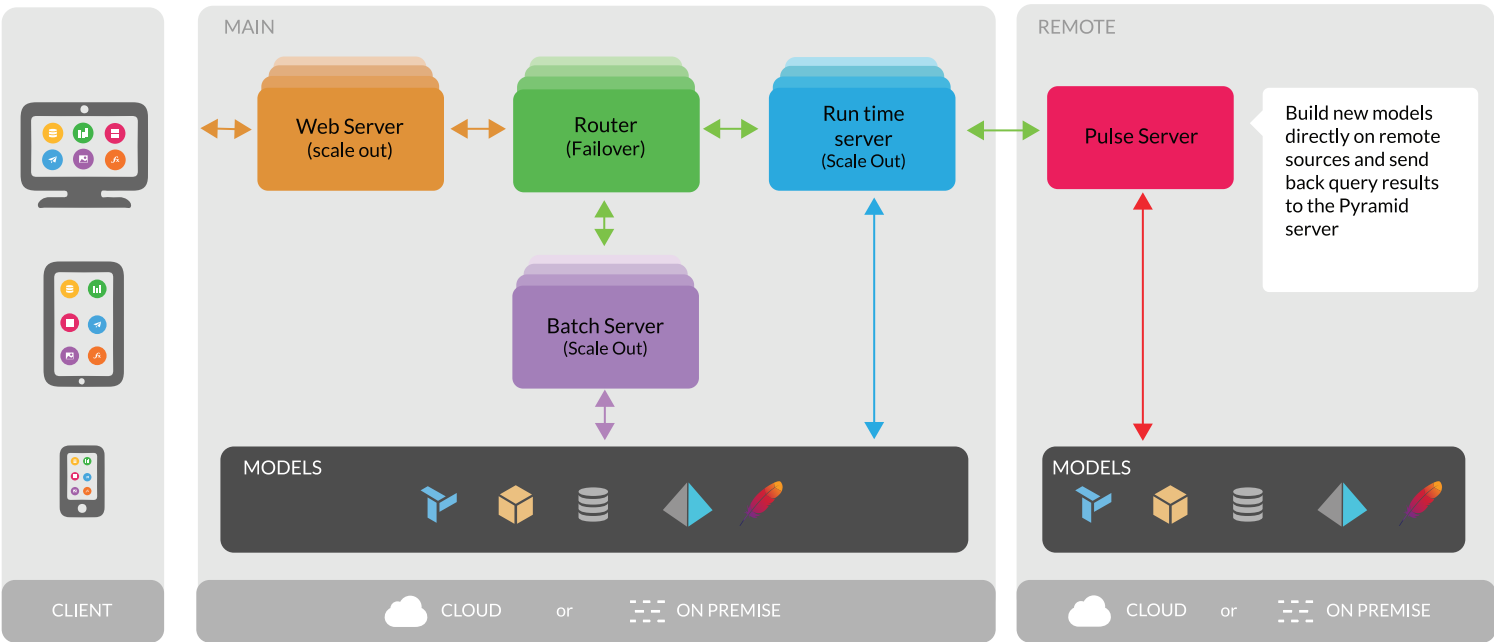 MAIN
REMOTE
Web Server
(scale out)
Router
(Failover)
Run time
server
(Scale Out)
Pulse Server
Build new models
directly on remote
sources and send
back query results
to the Pyramid
server
Batch Server
(Scale Out)
MODELS
MODELS
CLIENT
CLOUD or ON PREMISE
CLOUD or ON PREMISE